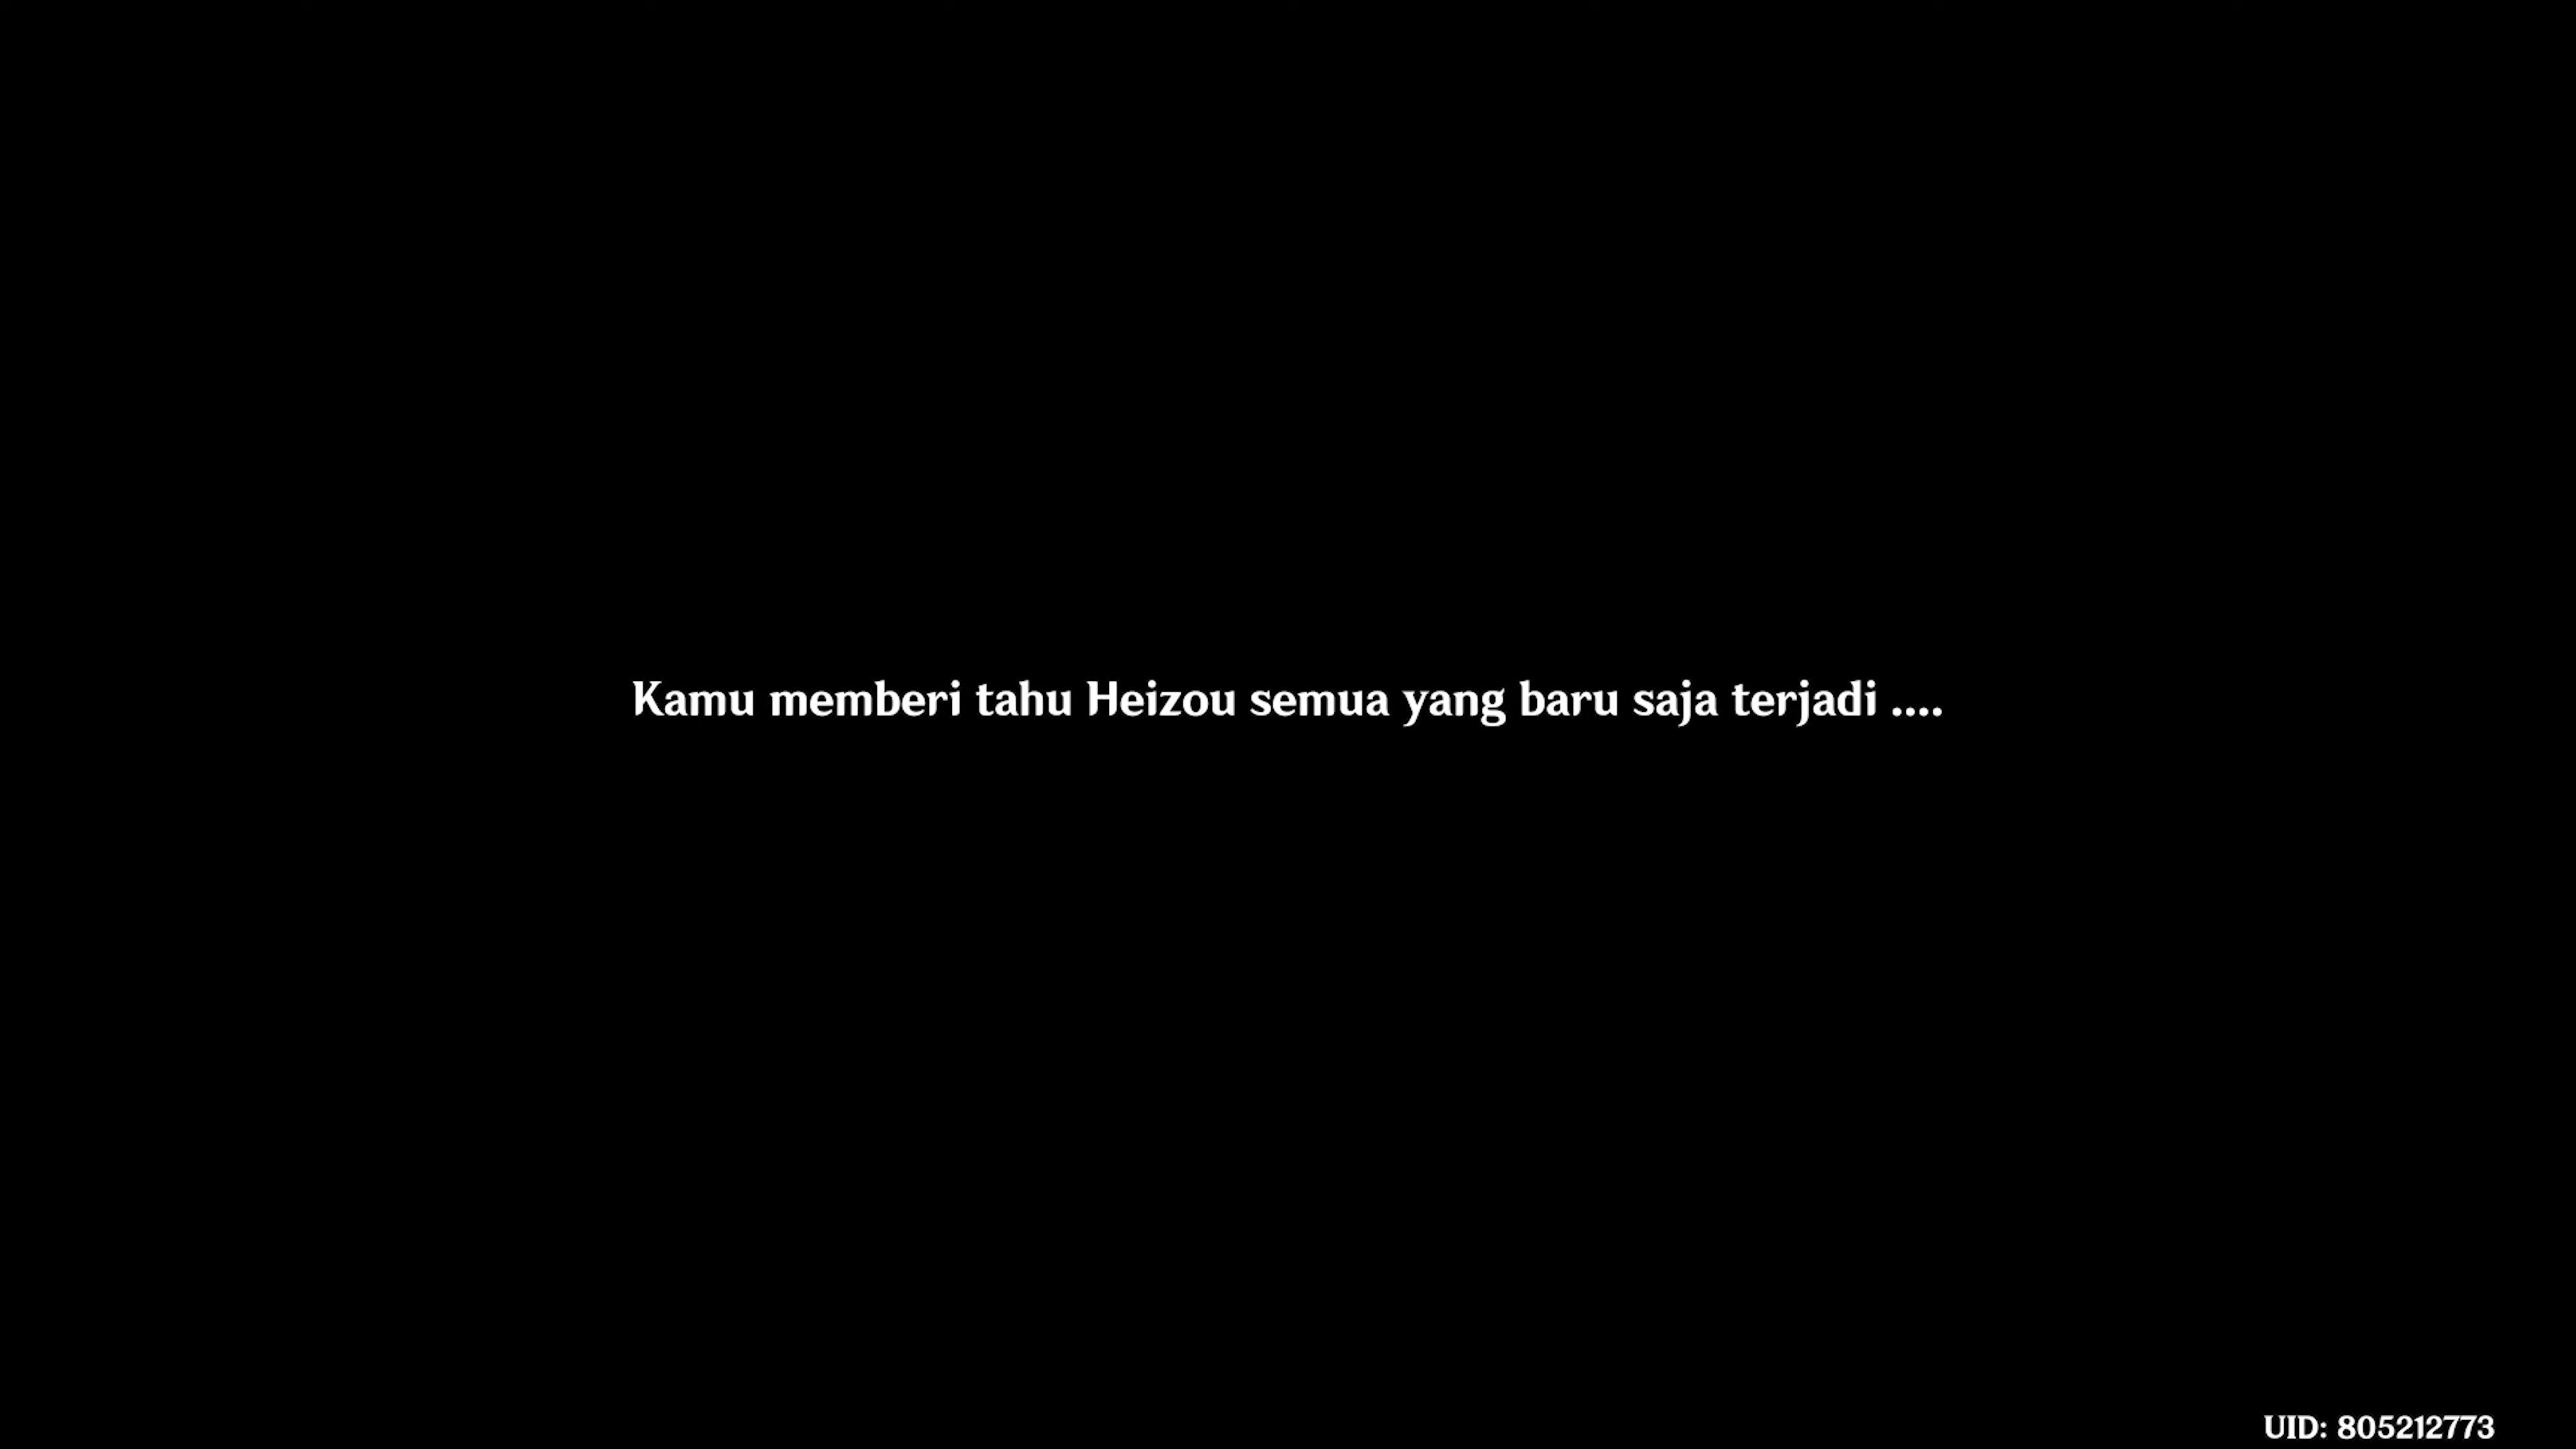 Kamu memberi tahu Heizou semua yang baru saja terjadi ....
UID: 805212773